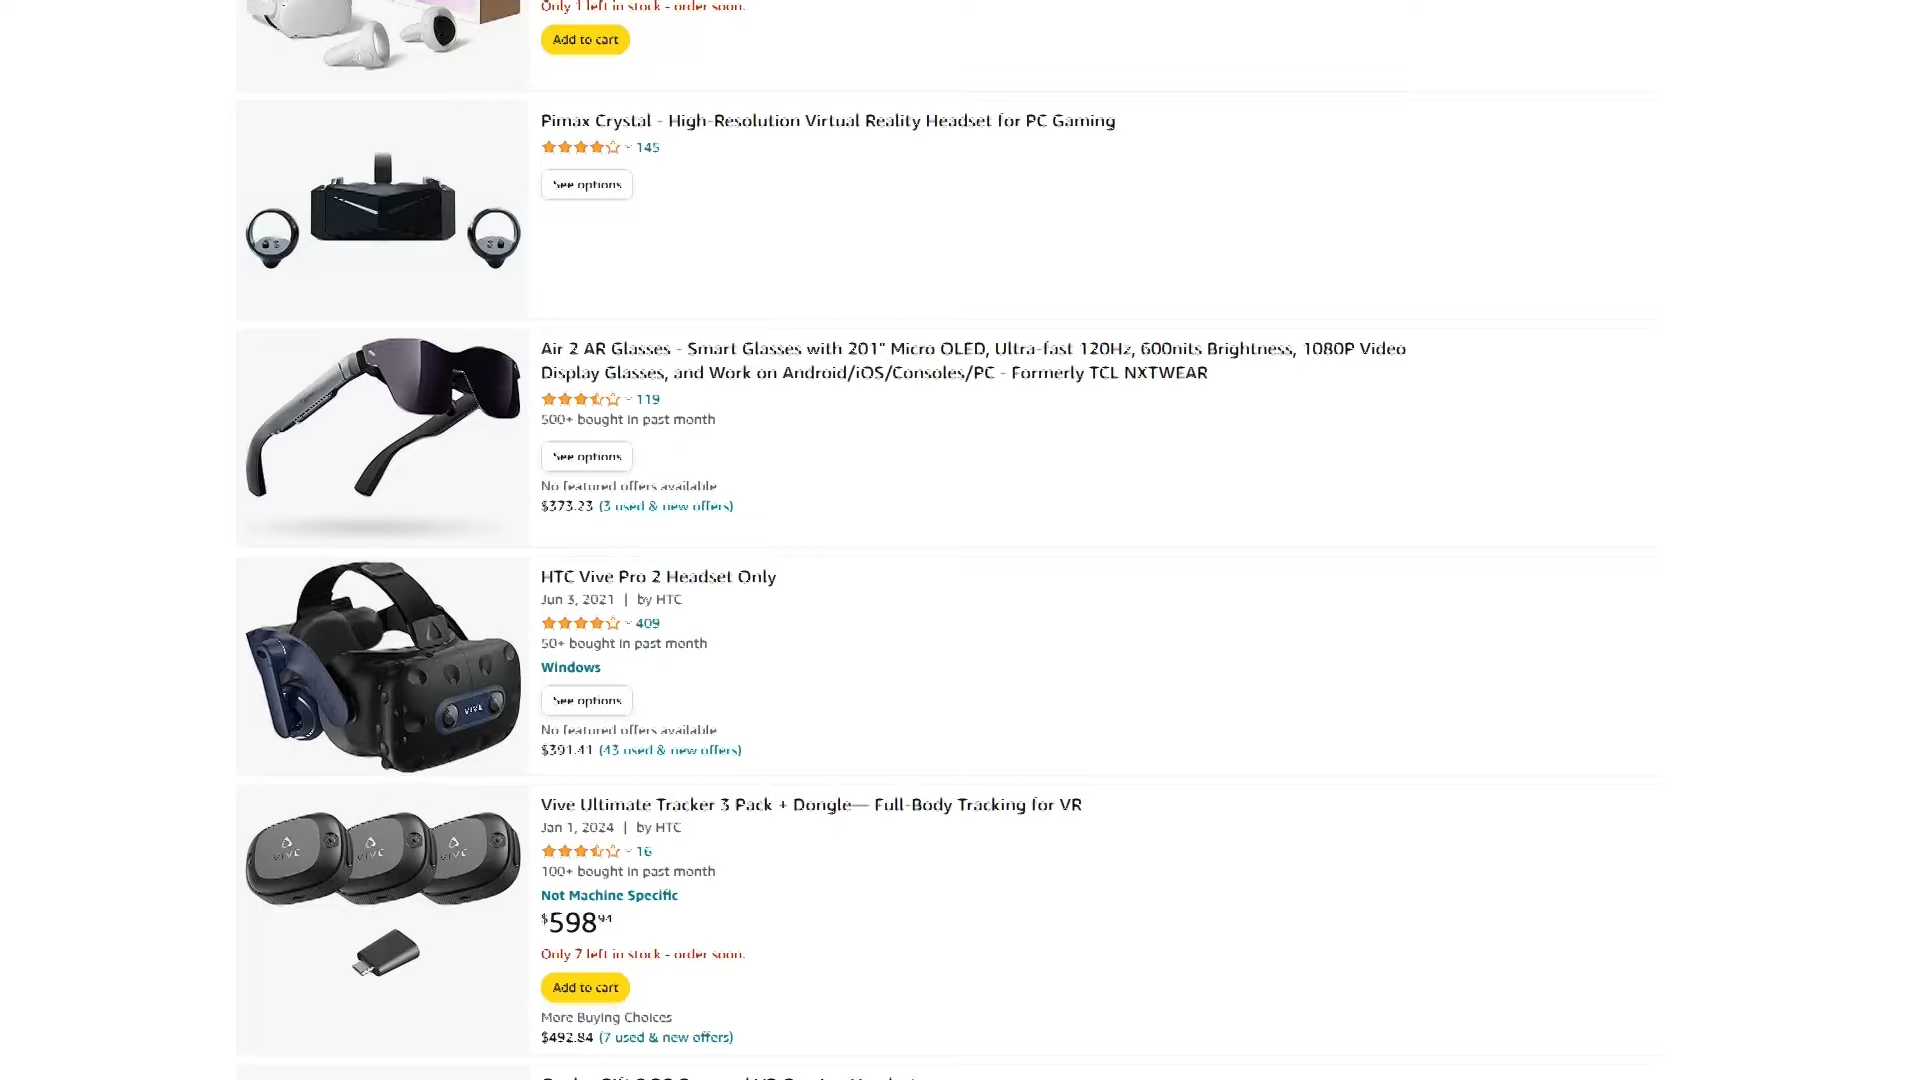 Only 1 left in stock - order soon.
Add to cart
Pimax Crystal - High-Resolution Virtual Reality Headset for PC Gaming
145
See options
Air 2 AR Glasses - Smart Glasses with 201" Micro OLED, Ultra-fast 120Hz, 600nits Brightness, 1080P Video
Display Glasses, and Work on Android/iOS/Consoles/PC - Formerly TCL NXTWEAR
119
500+ bought in past month
See options
No featured offers available
$373.23 (3 used & new offers)
HTC Vive Pro 2 Headset Only
Jun 3, 2021 | by HTC
409
50+ bought in past month
Windows
See options
No featured offers available
$391.41 (43 used & new offers)
VIVE
Vive Ultimate Tracker 3 Pack + Dongle— Full-Body Tracking for VR
Jan 1, 2024 | by HTC
16
100+ bought in past month
Not Machine Specific
$598 94
Only 7 left in stock - order soon.
Add to cart
More Buying Choices
$492.84 (7 used & new offers)
VIVE
VIVE
VIVE